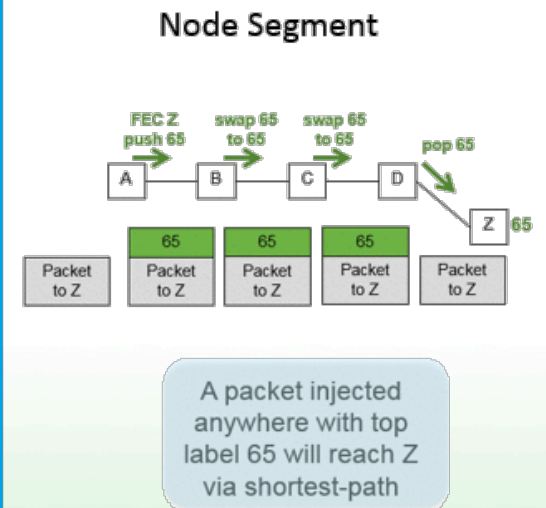 Node Segment
FEC Z
push 65
swap 65
to 65
swap 65
to 65
pop 65
A
B
C
D
Z
65
65
65
65
Packet
to Z
Packet
to Z
Packet
to Z
Packet
to Z
Packet
to Z
A packet injected
anywhere with top
label 65 will reach Z
via shortest-path